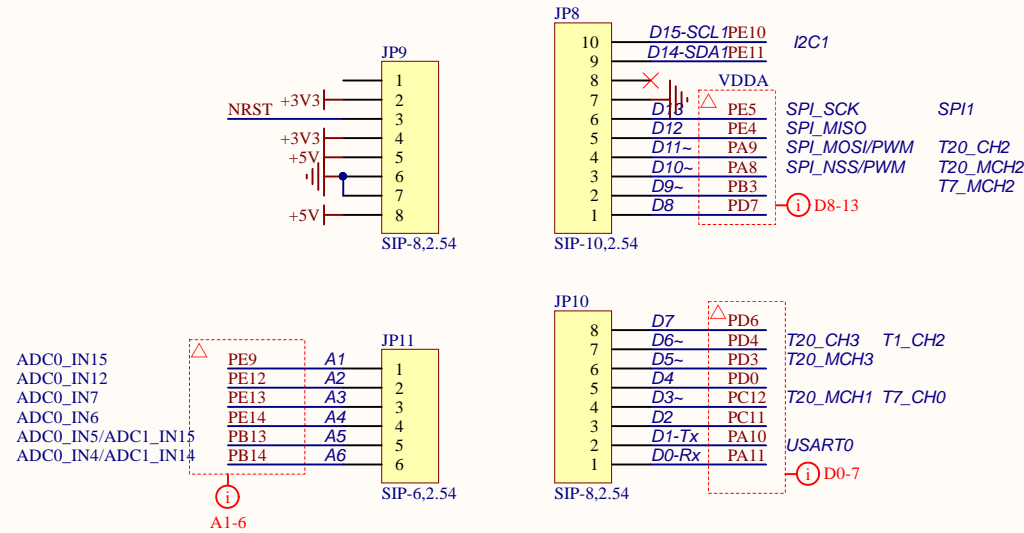 JP9
1
+3V3 2
NRST 3
+3V3 4
+5V 5
6
7
+5V 8
SIP-8,2.54
JP8
10 D15-SCL1 PE10 I2C1
9 D14-SDA1 PE11
8
7 VDDA
6 D13 PE5 SPI_SCK SPI1
5 D12 PE4 SPI_MISO
4 D11~ PA9 SPI_MOSI/PWM T20_CH2
3 D10~ PA8 SPI_NSS/PWM T20_MCH2
2 D9~ PB3 T7_MCH2
1 D8 PD7
i D8-13
SIP-10,2.54
JP11
ADC0_IN15 PE9 A1 1
ADC0_IN12 PE12 A2 2
ADC0_IN7 PE13 A3 3
ADC0_IN6 PE14 A4 4
ADC0_IN5/ADC1_IN15 PB13 A5 5
ADC0_IN4/ADC1_IN14 PB14 A6 6
SIP-6,2.54
i
A1-6
JP10
8 D7 PD6
7 D6~ PD4 T20_CH3 T1_CH2
6 D5~ PD3 T20_MCH3
5 D4 PD0
4 D3~ PC12 T20_MCH1 T7_CH0
3 D2 PC11
2 D1-Tx PA10 USART0
1 D0-Rx PA11
i D0-7
SIP-8,2.54